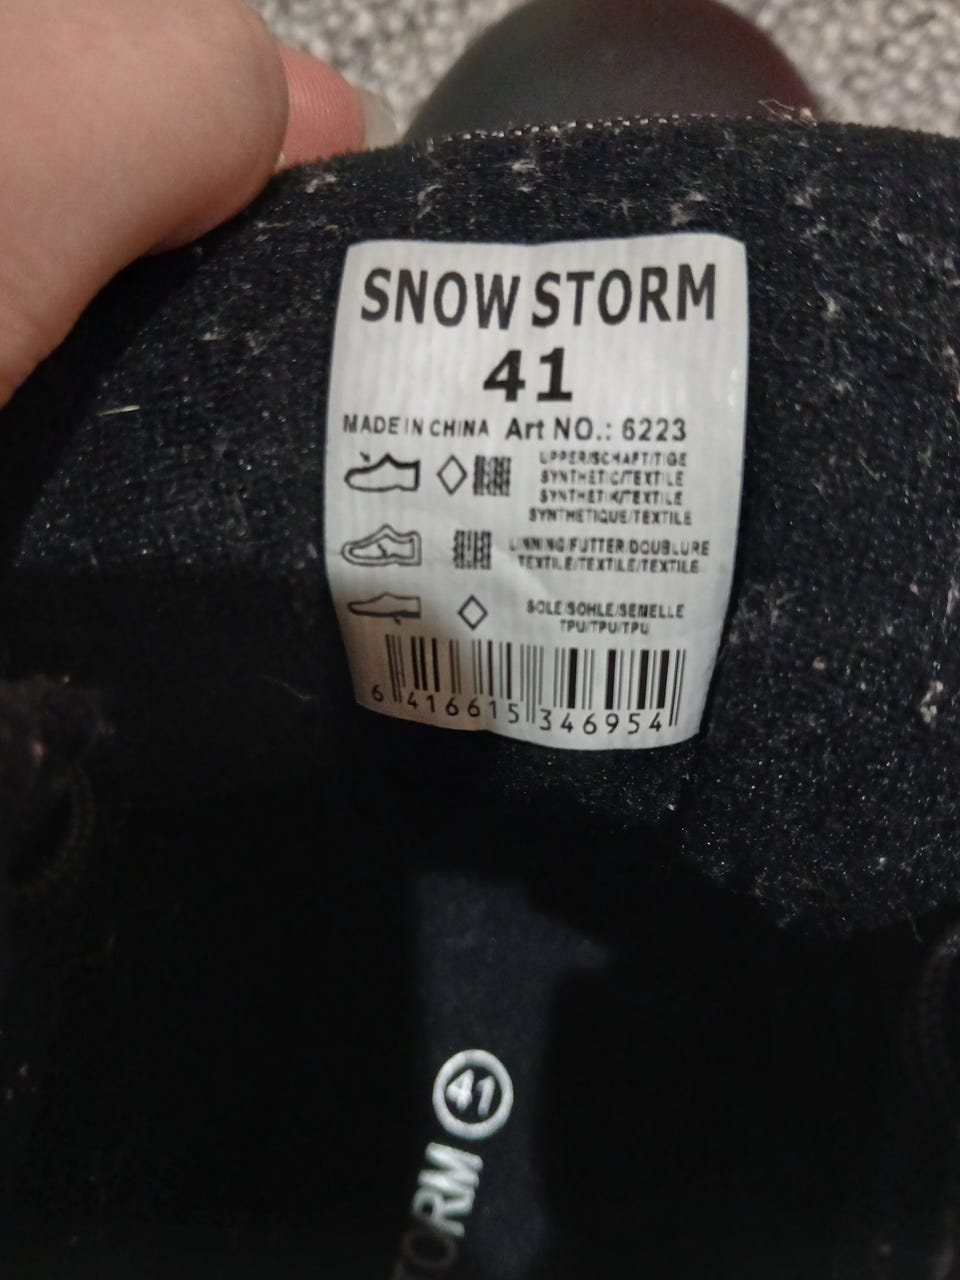 SNOW STORM
41
MADE IN CHINA Art NO.: 6223
UPPER/SCHAFT/TIGE
SYNTHETIC/TEXTILE
SYNTHETIK/TEXTILE
SYNTHETIQUE/TEXTILE
LINNING/FUTTER/DOUBLURE
TEXTILE/TEXTILE/TEXTILE
SOLE/SOHLE/SEMELLE
TPU/TPU/TPU
6 416615 346954
41
ORM